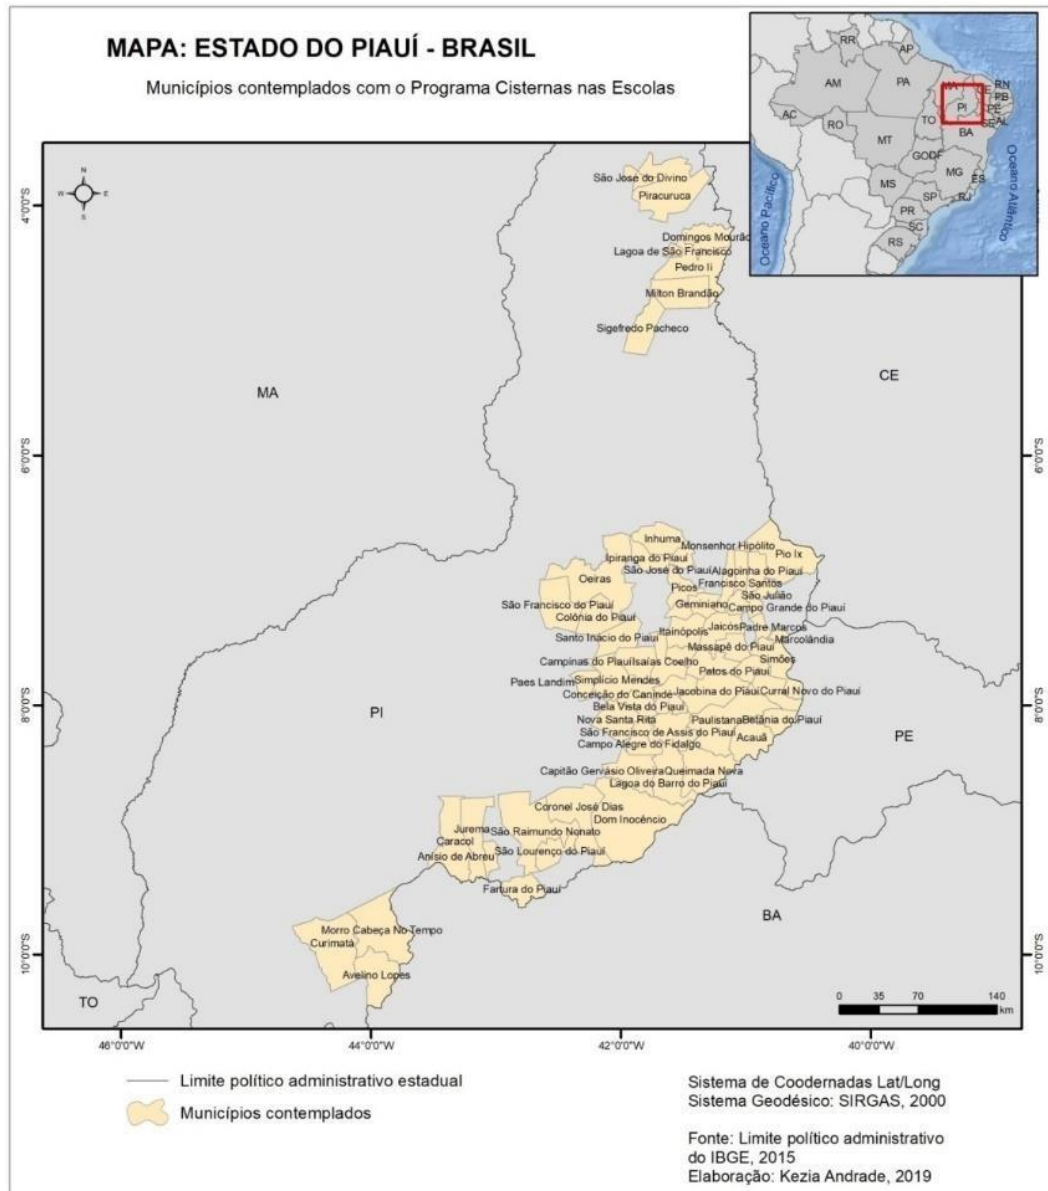 MAPA: ESTADO DO PIAUÍ - BRASIL
Municípios contemplados com o Programa Cisternas nas Escolas
RR
AP
AM
PA
MA
CE
RN
PB
PI
PE
AC
TO
AL
SE
RO
BA
MT
GO
DF
MG
ES
MS
SP
RJ
PR
SC
RS
Oceano Pacífico
Oceano Atlântico
N
W
E
S
4°0'0"S
São José do Divino
Piracuruca
Domingos Mourão
Lagoa de São Francisco
Pedro Ii
Milton Brandão
Sigefredo Pacheco
MA
CE
6°0'0"S
6°0'0"S
Inhuma
Monsenhor Hipólito
Pio Ix
Ipiranga do Piauí
São José do Piauí
Alagoinha do Piauí
Oeiras
Picos
Francisco Santos
São Julião
São Francisco do Piauí
Geminiano
Campo Grande do Piauí
Colônia do Piauí
Itainópolis
Jaicós
Padre Marcos
Santo Inácio do Piauí
Marcolândia
Massapê do Piauí
Campinas do Piauí
Isaías Coelho
Simões
Patos do Piauí
Paes Landim
Simplício Mendes
Conceição do Canindé
Jacobina do Piauí
Curral Novo do Piauí
Bela Vista do Piauí
8°0'0"S
PI
Nova Santa Rita
Paulistana
Betânia do Piauí
8°0'0"S
São Francisco de Assis do Piauí
Acauã
PE
Campo Alegre do Fidalgo
Capitão Gervásio Oliveira
Queimada Nova
Lagoa do Barro do Piauí
Coronel José Dias
Dom Inocêncio
Jurema
São Raimundo Nonato
Caracol
Anísio de Abreu
São Lourenço do Piauí
Fartura do Piauí
BA
Morro Cabeça No Tempo
Curimatá
10°0'0"S
10°0'0"S
Avelino Lopes
TO
0 35 70 140
km
46°0'0"W
44°0'0"W
42°0'0"W
40°0'0"W
Limite político administrativo estadual
Municípios contemplados
Sistema de Coodernadas Lat/Long
Sistema Geodésico: SIRGAS, 2000
Fonte: Limite político administrativo
do IBGE, 2015
Elaboração: Kezia Andrade, 2019